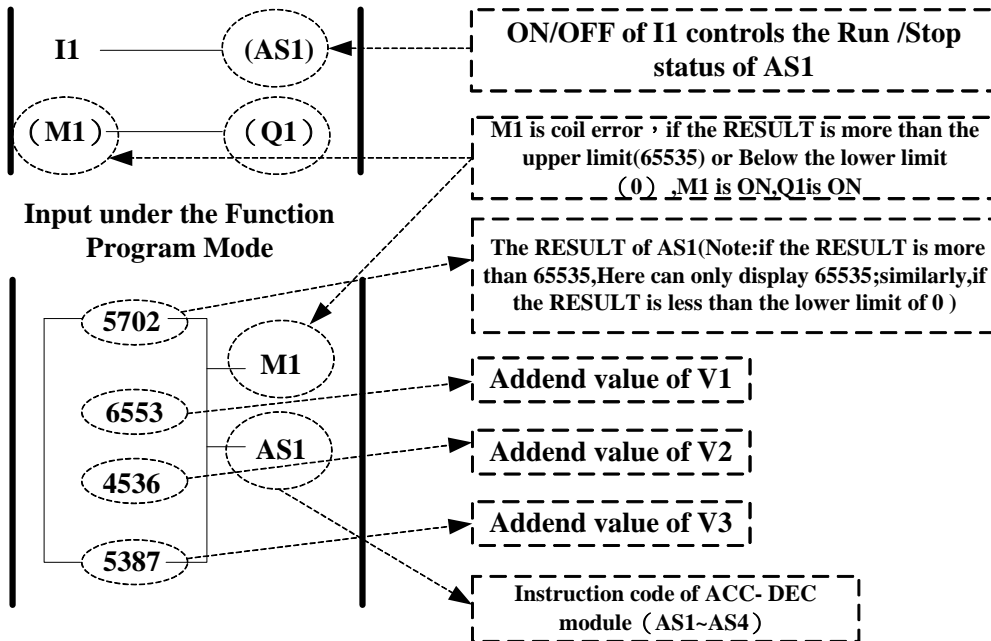 I1
(AS1)
ON/OFF of I1 controls the Run /Stop
status of AS1
（M1）
（Q1）
M1 is coil error，if the RESULT is more than the
upper limit(65535) or Below the lower limit
（0）,M1 is ON,Q1is ON
Input under the Function
Program Mode
The RESULT of AS1(Note:if the RESULT is more
than 65535,Here can only display 65535;similarly,if
the RESULT is less than the lower limit of 0 )
5702
M1
6553
Addend value of V1
AS1
4536
Addend value of V2
5387
Addend value of V3
Instruction code of ACC- DEC
module（AS1~AS4）